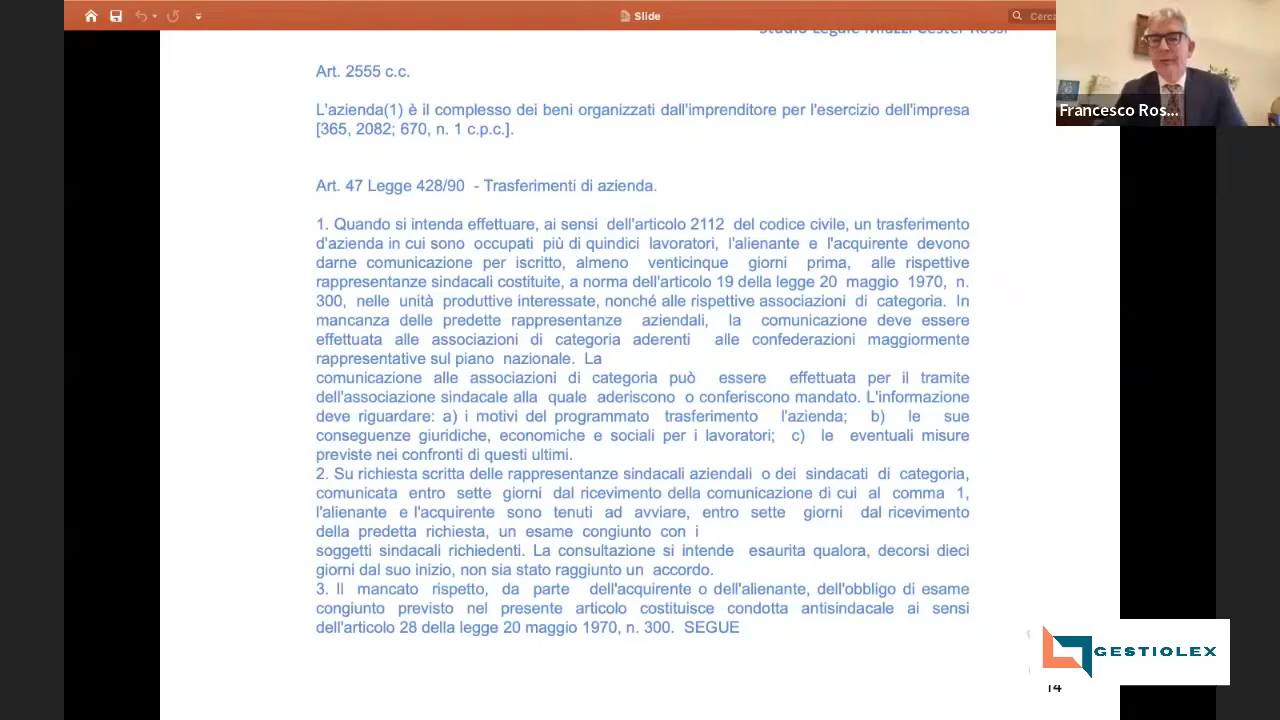 Slide
Cerca
Studio Legale Miazzi Cester Rossi
Francesco Ros...
Art. 2555 c.c.
L'azienda(1) è il complesso dei beni organizzati dall'imprenditore per l'esercizio dell'impresa
[365, 2082; 670, n. 1 c.p.c.].
Art. 47 Legge 428/90 - Trasferimenti di azienda.
1. Quando si intenda effettuare, ai sensi dell'articolo 2112 del codice civile, un trasferimento
d'azienda in cui sono occupati più di quindici lavoratori, l'alienante e l'acquirente devono
darne comunicazione per iscritto, almeno venticinque giorni prima, alle rispettive
rappresentanze sindacali costituite, a norma dell'articolo 19 della legge 20 maggio 1970, n.
300, nelle unità produttive interessate, nonché alle rispettive associazioni di categoria. In
mancanza delle predette rappresentanze aziendali, la comunicazione deve essere
effettuata alle associazioni di categoria aderenti alle confederazioni maggiormente
rappresentative sul piano nazionale. La
comunicazione alle associazioni di categoria può essere effettuata per il tramite
dell'associazione sindacale alla quale aderiscono o conferiscono mandato. L'informazione
deve riguardare: a) i motivi del programmato trasferimento l'azienda; b) le sue
conseguenze giuridiche, economiche e sociali per i lavoratori; c) le eventuali misure
previste nei confronti di questi ultimi.
2. Su richiesta scritta delle rappresentanze sindacali aziendali o dei sindacati di categoria,
comunicata entro sette giorni dal ricevimento della comunicazione di cui al comma 1,
l'alienante e l'acquirente sono tenuti ad avviare, entro sette giorni dal ricevimento
della predetta richiesta, un esame congiunto con i
soggetti sindacali richiedenti. La consultazione si intende esaurita qualora, decorsi dieci
giorni dal suo inizio, non sia stato raggiunto un accordo.
3. Il mancato rispetto, da parte dell'acquirente o dell'alienante, dell'obbligo di esame
congiunto previsto nel presente articolo costituisce condotta antisindacale ai sensi
dell'articolo 28 della legge 20 maggio 1970, n. 300. SEGUE
GESTIOLEX
14